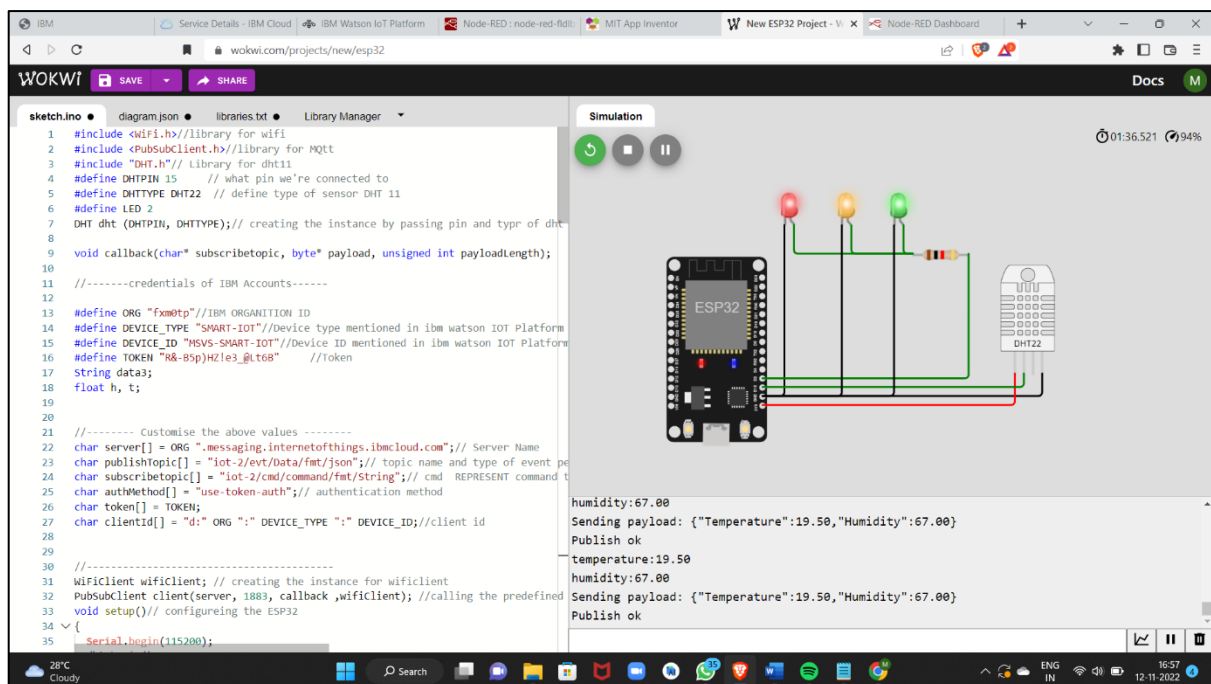 IBM
Service Details - IBM Cloud
IBM Watson IoT Platform
Node-RED : node-red-fldlb
MIT App Inventor
New ESP32 Project - W
Node-RED Dashboard
wokwi.com/projects/new/esp32
WOKWi
SAVE
SHARE
Docs
M
sketch.ino
diagram.json
libraries.txt
Library Manager
Simulation
01:36.521
94%
1 #include <WiFi.h>//library for wifi
2 #include <PubSubClient.h>//library for MQtt
3 #include "DHT.h"// Library for dht11
4 #define DHTPIN 15 // what pin we're connected to
5 #define DHTTYPE DHT22 // define type of sensor DHT 11
6 #define LED 2
7 DHT dht (DHTPIN, DHTTYPE);// creating the instance by passing pin and typr of dht
8
9 void callback(char* subscribetopic, byte* payload, unsigned int payloadLength);
10
11 //-------credentials of IBM Accounts------
12
13 #define ORG "fxm0tp"//IBM ORGANITION ID
14 #define DEVICE_TYPE "SMART-IOT"//Device type mentioned in ibm watson IOT Platform
15 #define DEVICE_ID "MSVS-SMART-IOT"//Device ID mentioned in ibm watson IOT Platform
16 #define TOKEN "R&-B5p)HZ!e3_@Lt6B" //Token
17 String data3;
18 float h, t;
19
20
21 //-------- Customise the above values --------
22 char server[] = ORG ".messaging.internetofthings.ibmcloud.com";// Server Name
23 char publishTopic[] = "iot-2/evt/Data/fmt/json";// topic name and type of event pe
24 char subscribetopic[] = "iot-2/cmd/command/fmt/String";// cmd REPRESENT command t
25 char authMethod[] = "use-token-auth";// authentication method
26 char token[] = TOKEN;
27 char clientId[] = "d:" ORG ":" DEVICE_TYPE ":" DEVICE_ID;//client id
28
29
30 //-----------------------------------------
31 WiFiClient wifiClient; // creating the instance for wificlient
32 PubSubClient client(server, 1883, callback ,wifiClient); //calling the predefined
33 void setup()// configureing the ESP32
34 {
35 Serial.begin(115200);
ESP32
DHT22
humidity:67.00
Sending payload: {"Temperature":19.50,"Humidity":67.00}
Publish ok
temperature:19.50
humidity:67.00
Sending payload: {"Temperature":19.50,"Humidity":67.00}
Publish ok
28°C
Cloudy
Search
35
ENG
IN
16:57
12-11-2022
4